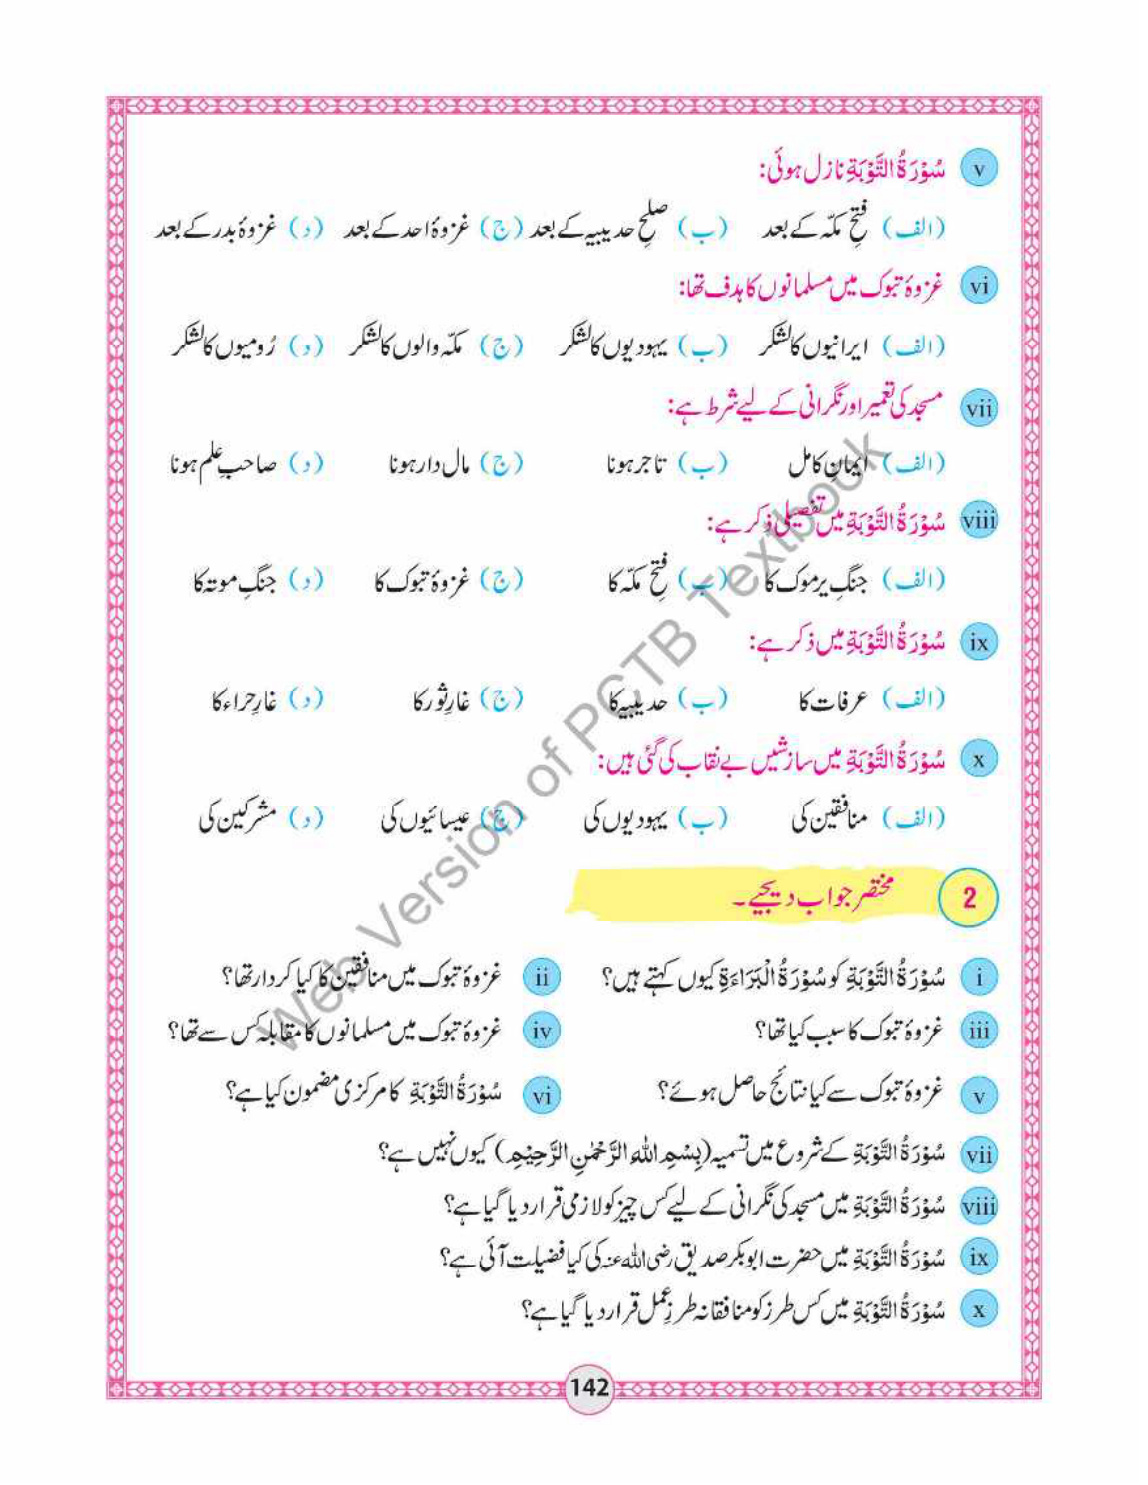 v سُوْرَۃُ التَّوْبَۃِ نازل ہوئی:
(الف) فتحِ مکّہ کے بعد (ب) صلحِ حدیبیہ کے بعد (ج) غزوۂ احد کے بعد (د) غزوۂ بدر کے بعد
vi غزوۂ تبوک میں مسلمانوں کا ہدف تھا:
(الف) ایرانیوں کا لشکر (ب) یہودیوں کا لشکر (ج) مکّہ والوں کا لشکر (د) رُومیوں کا لشکر
vii مسجد کی تعمیر اور نگرانی کے لیے شرط ہے:
(الف) ایمانِ کامل (ب) تاجر ہونا (ج) مال دار ہونا (د) صاحبِ علم ہونا
viii سُوْرَۃُ التَّوْبَۃِ میں تفصیلی ذکر ہے:
(الف) جنگِ یرموک کا (ب) فتحِ مکّہ کا (ج) غزوۂ تبوک کا (د) جنگِ موتہ کا
ix سُوْرَۃُ التَّوْبَۃِ میں ذکر ہے:
(الف) عرفات کا (ب) حدیبیہ کا (ج) غارِ ثور کا (د) غارِ حراء کا
x سُوْرَۃُ التَّوْبَۃِ میں سازشیں بے نقاب کی گئی ہیں:
(الف) منافقین کی (ب) یہودیوں کی (ج) عیسائیوں کی (د) مشرکین کی
2 مختصر جواب دیجیے۔
i سُوْرَۃُ التَّوْبَۃِ کو سُوْرَۃُ الْبَرَاءَۃِ کیوں کہتے ہیں؟ ii غزوۂ تبوک میں منافقین کا کیا کردار تھا؟
iii غزوۂ تبوک کا سبب کیا تھا؟ iv غزوۂ تبوک میں مسلمانوں کا مقابلہ کس سے تھا؟
v غزوۂ تبوک سے کیا نتائج حاصل ہوئے؟ vi سُوْرَۃُ التَّوْبَۃِ کا مرکزی مضمون کیا ہے؟
vii سُوْرَۃُ التَّوْبَۃِ کے شروع میں تسمیہ (بِسْمِ اللہِ الرَّحْمٰنِ الرَّحِیْمِ) کیوں نہیں ہے؟
viii سُوْرَۃُ التَّوْبَۃِ میں مسجد کی نگرانی کے لیے کس چیز کو لازمی قرار دیا گیا ہے؟
ix سُوْرَۃُ التَّوْبَۃِ میں حضرت ابوبکر صدیق رضی اللہ عنہ کی کیا فضیلت آئی ہے؟
x سُوْرَۃُ التَّوْبَۃِ میں کس طرز کو منافقانہ طرزِ عمل قرار دیا گیا ہے؟
142
Web Version of PCTB Textbook